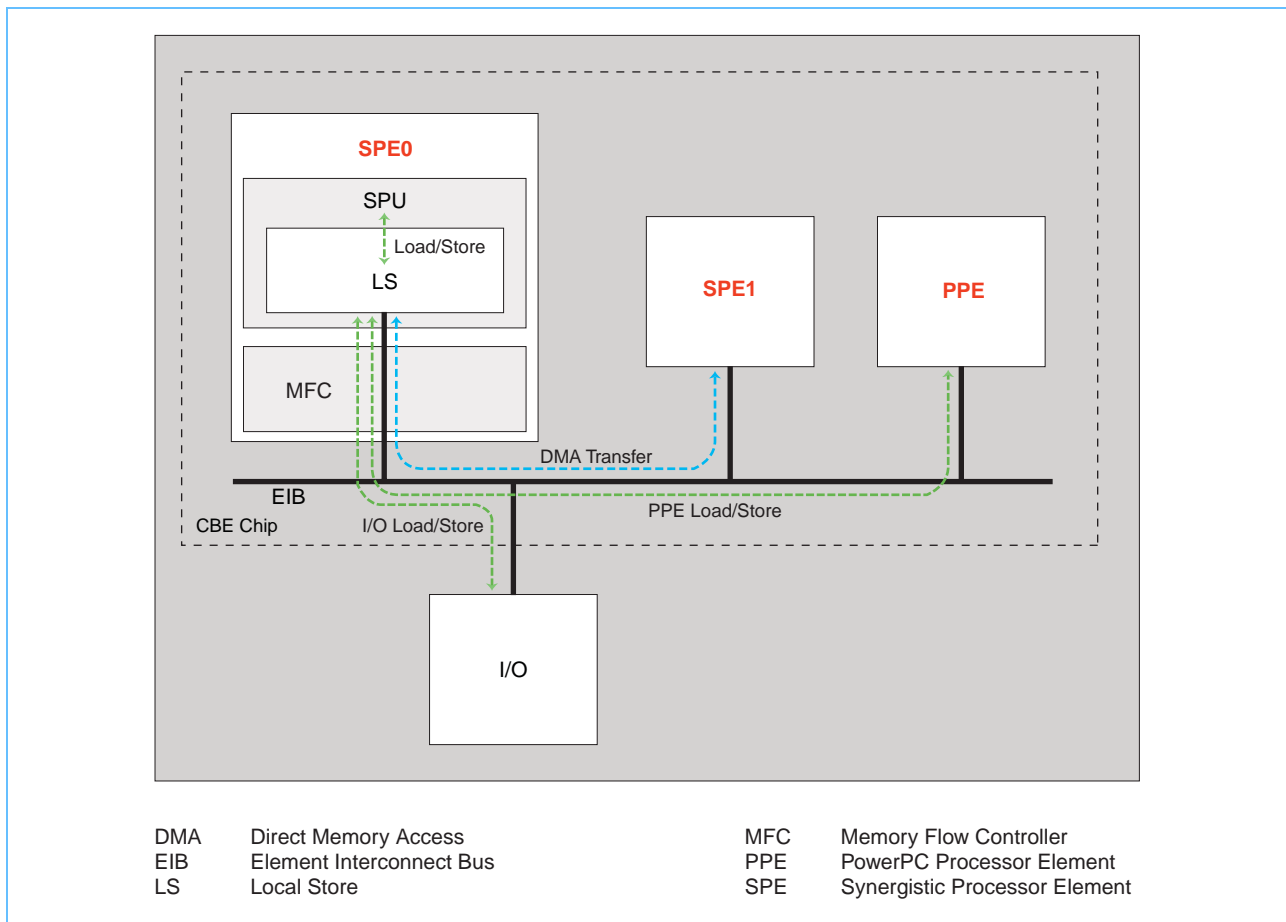 SPE0
SPU
Load/Store
LS
SPE1
PPE
MFC
DMA Transfer
EIB
PPE Load/Store
I/O Load/Store
CBE Chip
I/O
DMA Direct Memory Access
EIB Element Interconnect Bus
LS Local Store
MFC Memory Flow Controller
PPE PowerPC Processor Element
SPE Synergistic Processor Element